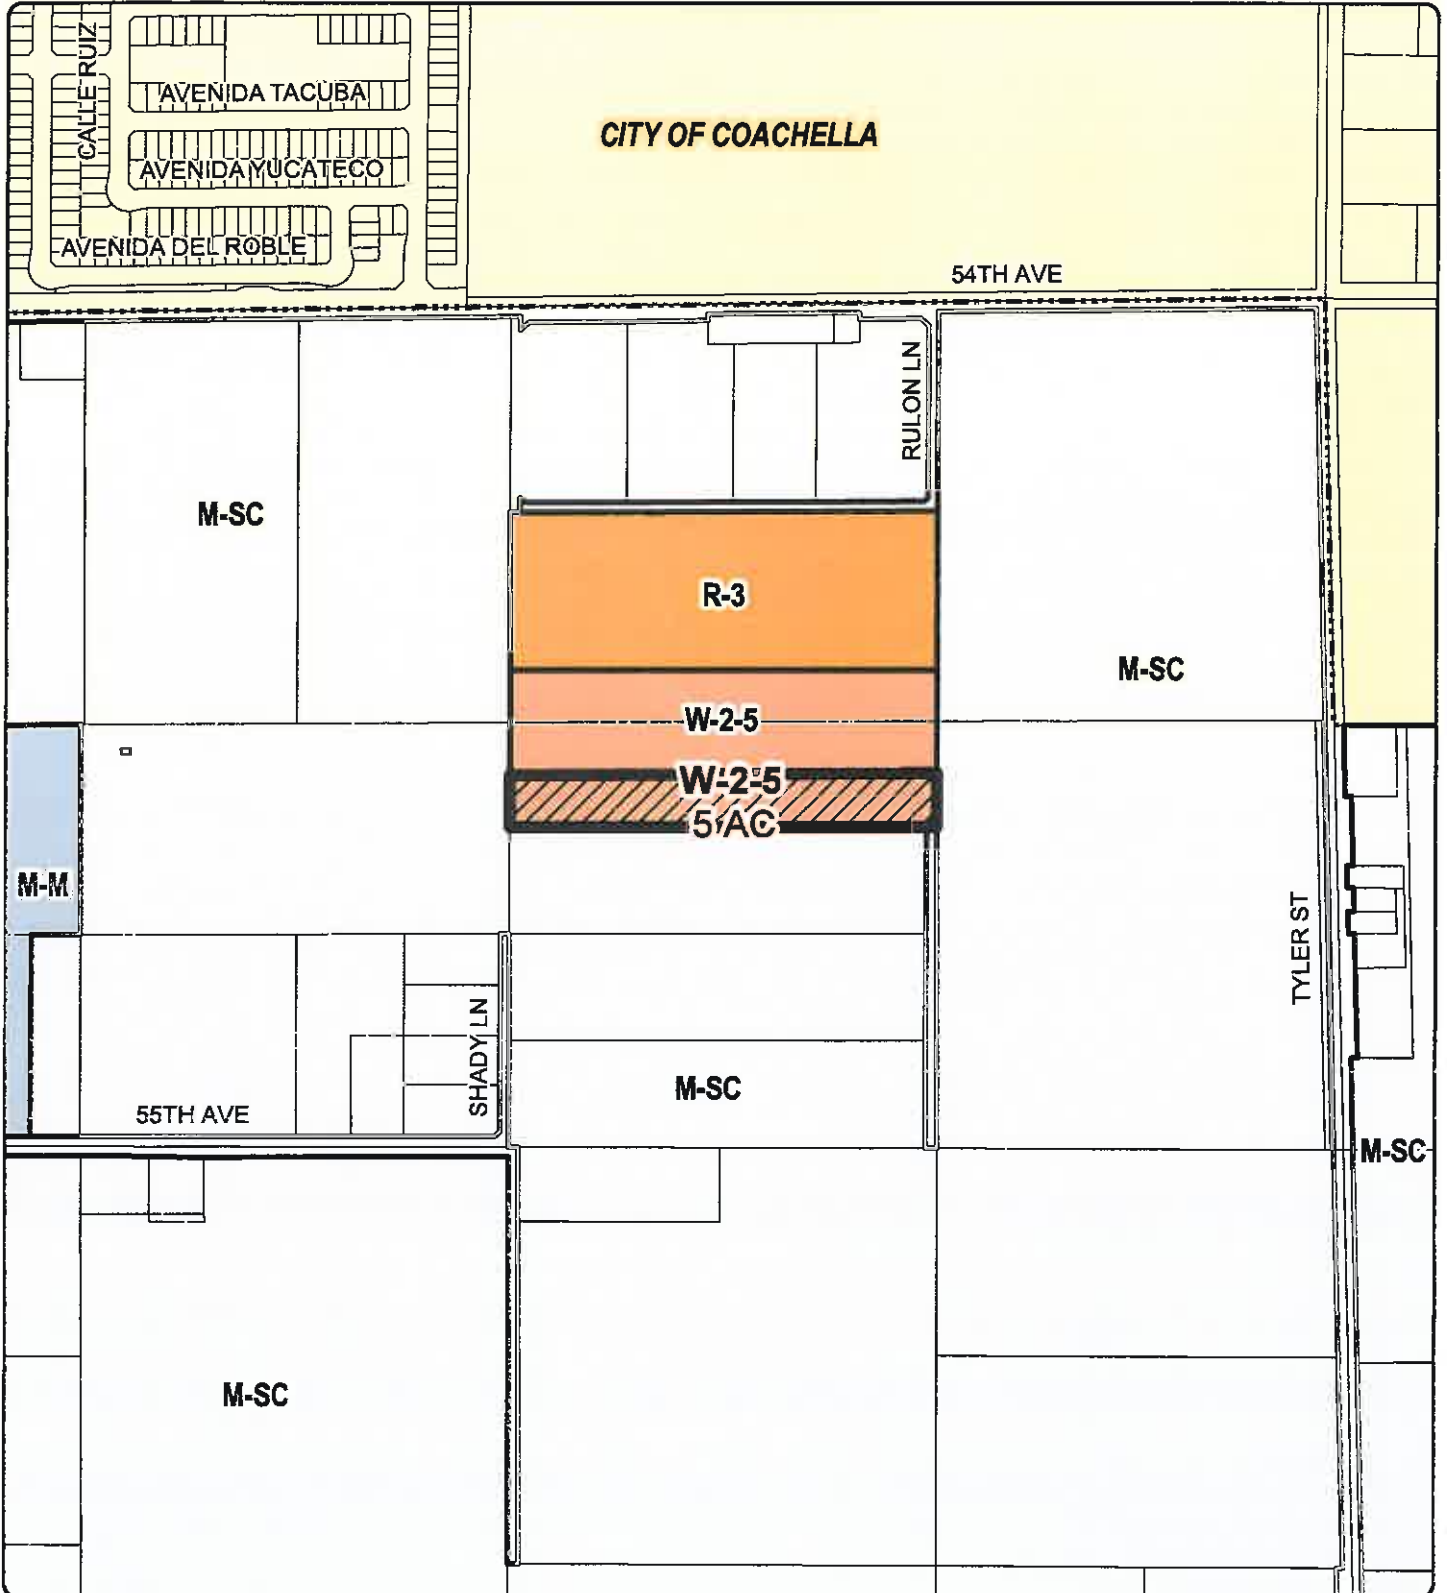 CALLE RUIZ
AVENIDA TACUBA
CITY OF COACHELLA
AVENIDA YUCATECO
AVENIDA DEL ROBLE
54TH AVE
RULON LN
M-SC
R-3
M-SC
W-2-5
W-2-5
5 AC
M-M
TYLER ST
SHADY LN
M-SC
55TH AVE
M-SC
M-SC